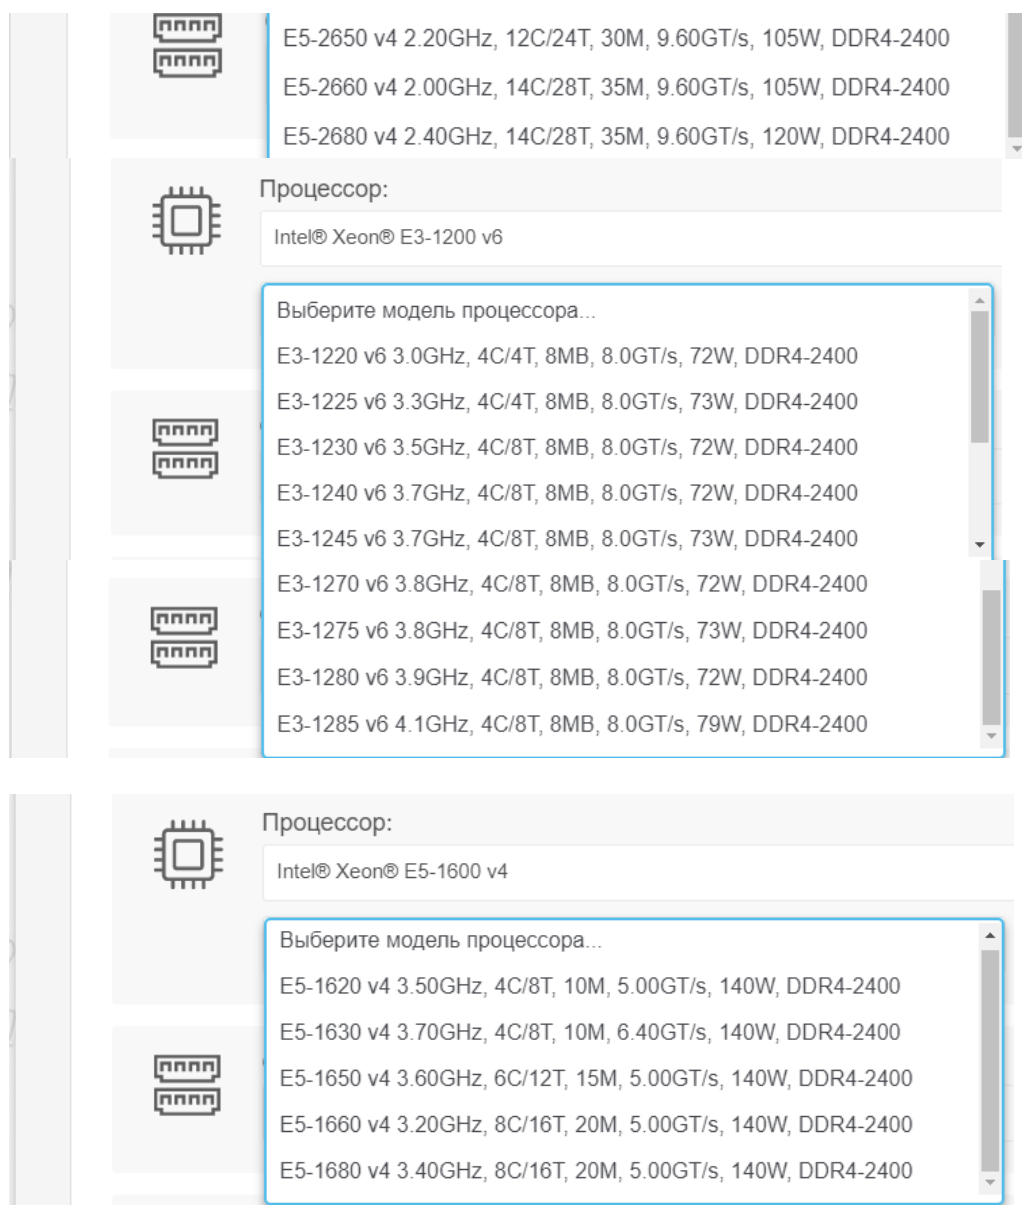 E5-2650 v4 2.20GHz, 12C/24T, 30M, 9.60GT/s, 105W, DDR4-2400
E5-2660 v4 2.00GHz, 14C/28T, 35M, 9.60GT/s, 105W, DDR4-2400
E5-2680 v4 2.40GHz, 14C/28T, 35M, 9.60GT/s, 120W, DDR4-2400
Процессор:
Intel® Xeon® E3-1200 v6
Выберите модель процессора...
E3-1220 v6 3.0GHz, 4C/4T, 8MB, 8.0GT/s, 72W, DDR4-2400
E3-1225 v6 3.3GHz, 4C/4T, 8MB, 8.0GT/s, 73W, DDR4-2400
E3-1230 v6 3.5GHz, 4C/8T, 8MB, 8.0GT/s, 72W, DDR4-2400
E3-1240 v6 3.7GHz, 4C/8T, 8MB, 8.0GT/s, 72W, DDR4-2400
E3-1245 v6 3.7GHz, 4C/8T, 8MB, 8.0GT/s, 73W, DDR4-2400
E3-1270 v6 3.8GHz, 4C/8T, 8MB, 8.0GT/s, 72W, DDR4-2400
E3-1275 v6 3.8GHz, 4C/8T, 8MB, 8.0GT/s, 73W, DDR4-2400
E3-1280 v6 3.9GHz, 4C/8T, 8MB, 8.0GT/s, 72W, DDR4-2400
E3-1285 v6 4.1GHz, 4C/8T, 8MB, 8.0GT/s, 79W, DDR4-2400
Процессор:
Intel® Xeon® E5-1600 v4
Выберите модель процессора...
E5-1620 v4 3.50GHz, 4C/8T, 10M, 5.00GT/s, 140W, DDR4-2400
E5-1630 v4 3.70GHz, 4C/8T, 10M, 6.40GT/s, 140W, DDR4-2400
E5-1650 v4 3.60GHz, 6C/12T, 15M, 5.00GT/s, 140W, DDR4-2400
E5-1660 v4 3.20GHz, 8C/16T, 20M, 5.00GT/s, 140W, DDR4-2400
E5-1680 v4 3.40GHz, 8C/16T, 20M, 5.00GT/s, 140W, DDR4-2400